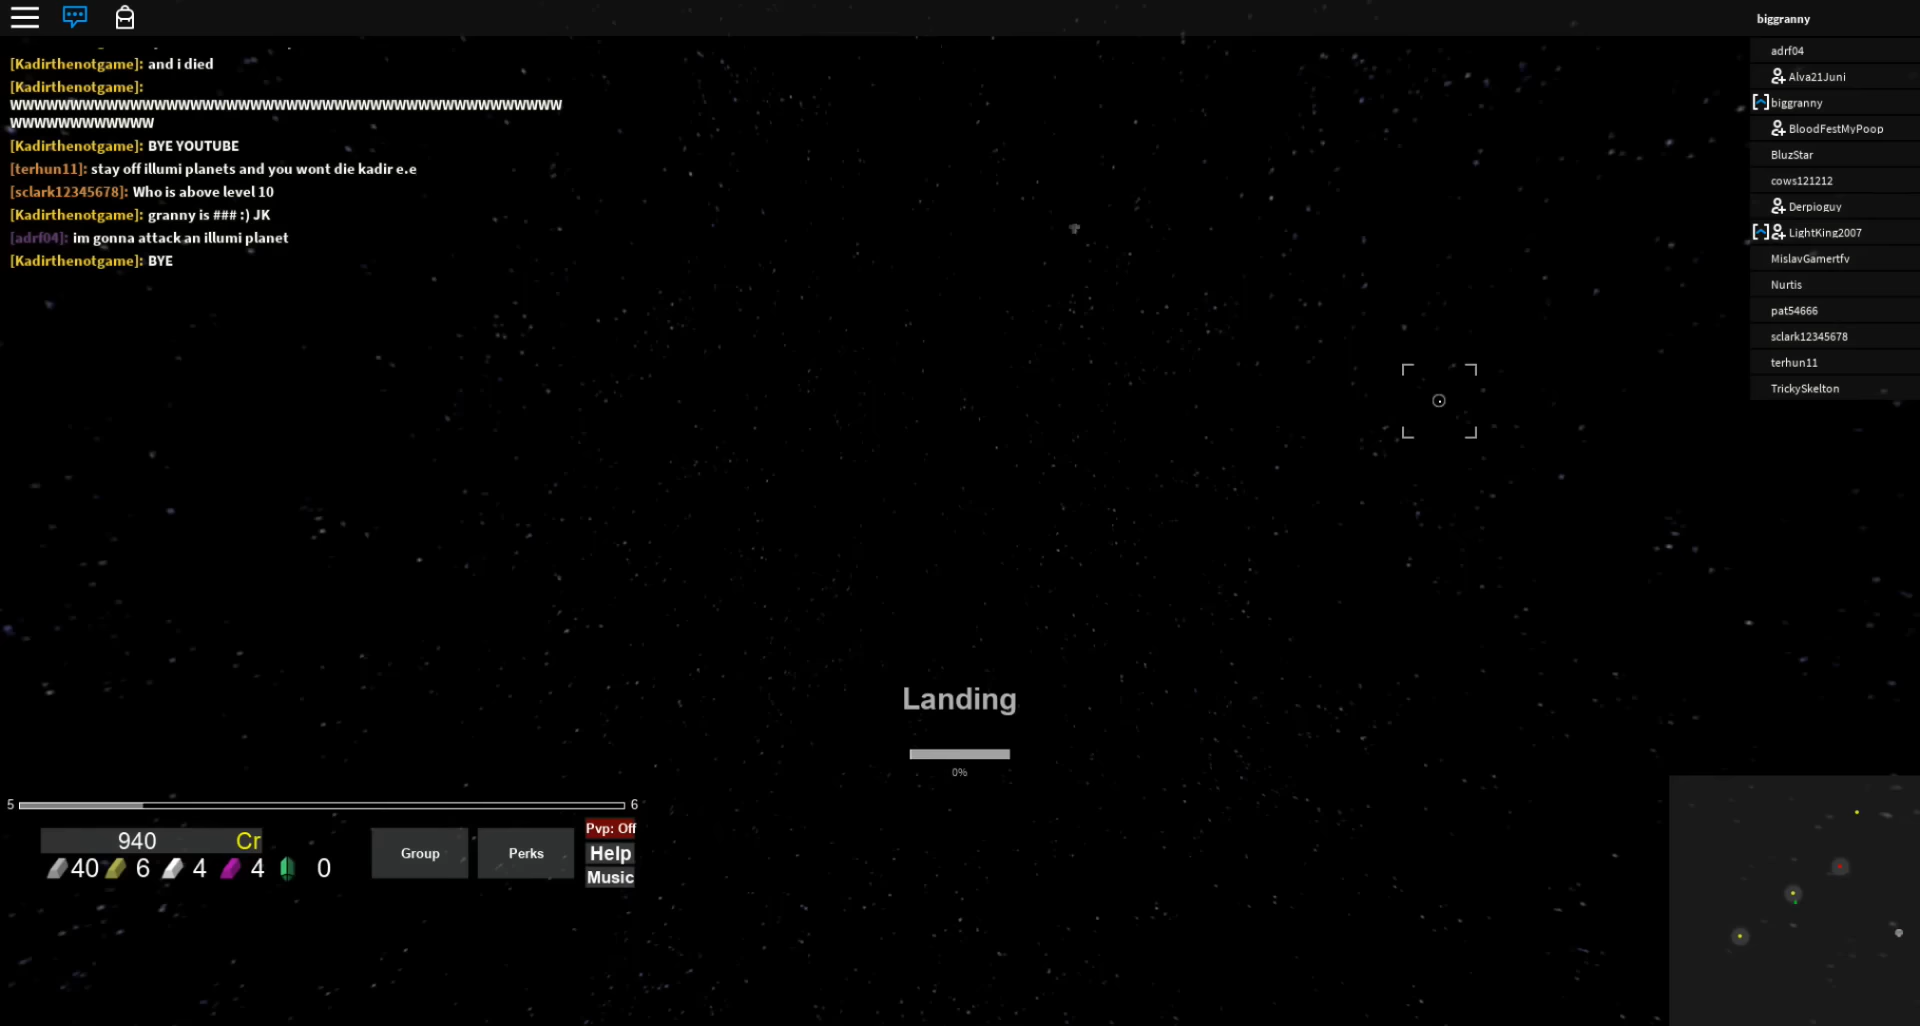 [Kadirthenotgame]: and i died
[Kadirthenotgame]:
WWWWWWWWWWWWWWWWWWWWWWWWWWWWWWWWWWWWWWWWWWWWWW
WWWWWWWWWWWW
[Kadirthenotgame]: BYE YOUTUBE
[terhun11]: stay off illumi planets and you wont die kadir e.e
[sclark12345678]: Who is above level 10
[Kadirthenotgame]: granny is ### :) JK
[adrf04]: im gonna attack an illumi planet
[Kadirthenotgame]: BYE
biggranny
adrf04
Alva21Juni
biggranny
BloodFestMyPoop
BluzStar
cows121212
Derpioguy
LightKing2007
MislavGamertfv
Nurtis
pat54666
sclark12345678
terhun11
TrickySkelton
Landing
0%
5 6
940 Cr
40 6 4 4 0
Group
Perks
Pvp: Off
Help
Music